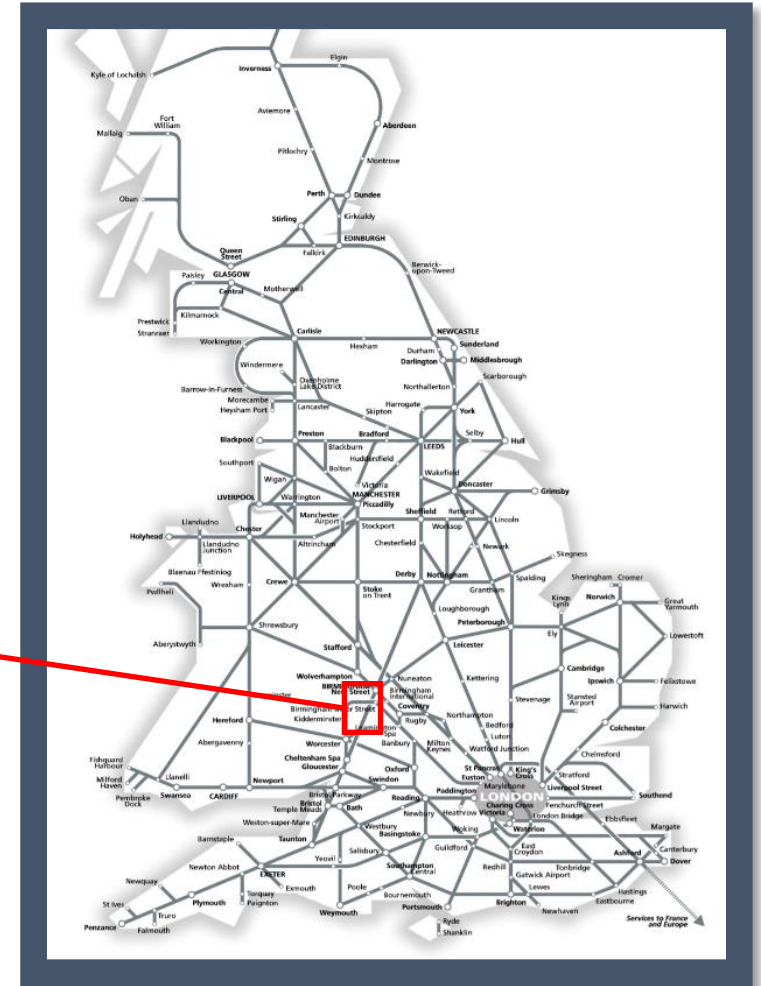 Elgin
Inverness
Kyle of Lochalsh
Aviemore
Fort
William
Mallaig
Aberdeen
Pitlochry
Montrose
Perth
Dundee
Oban
Stirling
Kirkcaldy
EDINBURGH
Queen
Street
Falkirk
Berwick-
upon-Tweed
Paisley
GLASGOW
Central
Motherwell
Prestwick
Kilmarnock
Stranraer
Carlisle
NEWCASTLE
Workington
Hexham
Sunderland
Durham
Darlington
Middlesbrough
Windermere
Scarborough
Oxenholme
Lake District
Barrow-in-Furness
Northallerton
Morecambe
Heysham Port
Lancaster
Harrogate
Skipton
York
Preston
Bradford
Selby
Blackpool
Blackburn
LEEDS
Hull
Huddersfield
Southport
Bolton
Wakefield
Wigan
Victoria
Doncaster
MANCHESTER
Grimsby
LIVERPOOL
Warrington
Piccadilly
Manchester
Airport
Sheffield
Retford
Llandudno
Stockport
Worksop
Lincoln
Holyhead
Chester
Llandudno
Junction
Altrincham
Chesterfield
Newark
Skegness
Blaenau Ffestiniog
Derby
Nottingham
Spalding
Sheringham
Cromer
Pwllheli
Wrexham
Crewe
Stoke
on Trent
Grantham
Kings
Lynn
Norwich
Great
Yarmouth
Loughborough
Shrewsbury
Peterborough
Ely
Lowestoft
Aberystwyth
Stafford
Leicester
Wolverhampton
Nuneaton
Kettering
Cambridge
Ipswich
Felixstowe
Street
Birmingham
International
Stevenage
Stansted
Airport
Harwich
Birmingham
Street
Coventry
Kidderminster
Rugby
Northampton
Hereford
Bedford
Colchester
Spa
Luton
Abergavenny
Worcester
Banbury
Milton
Keynes
Watford Junction
Chelmsford
Fishguard
Harbour
Cheltenham Spa
Oxford
St Pancras
King's
Cross
Gloucester
Euston
Stratford
Milford
Haven
Llanelli
Newport
Swindon
Marylebone
Liverpool Street
Pembroke
Dock
Swansea
CARDIFF
Bristol Parkway
Reading
Paddington
LONDON
Southend
Bristol
Temple Meads
Bath
Charing Cross
Fenchurch Street
Newbury
Heathrow
Victoria
London Bridge
Ebbsfleet
Weston-super-Mare
Westbury
Waterloo
Margate
Barnstaple
Taunton
Basingstoke
Woking
Salisbury
Guildford
East
Croydon
Canterbury
Newton Abbot
Yeovil
Southampton
Central
Redhill
Tonbridge
Ashford
Dover
EXETER
Gatwick Airport
Newquay
Exmouth
Poole
Lewes
Hastings
Torquay
Paignton
Bournemouth
Eastbourne
St Ives
Plymouth
Portsmouth
Brighton
Newhaven
Truro
Weymouth
Ryde
Penzance
Falmouth
Shanklin
Services to France
and Europe